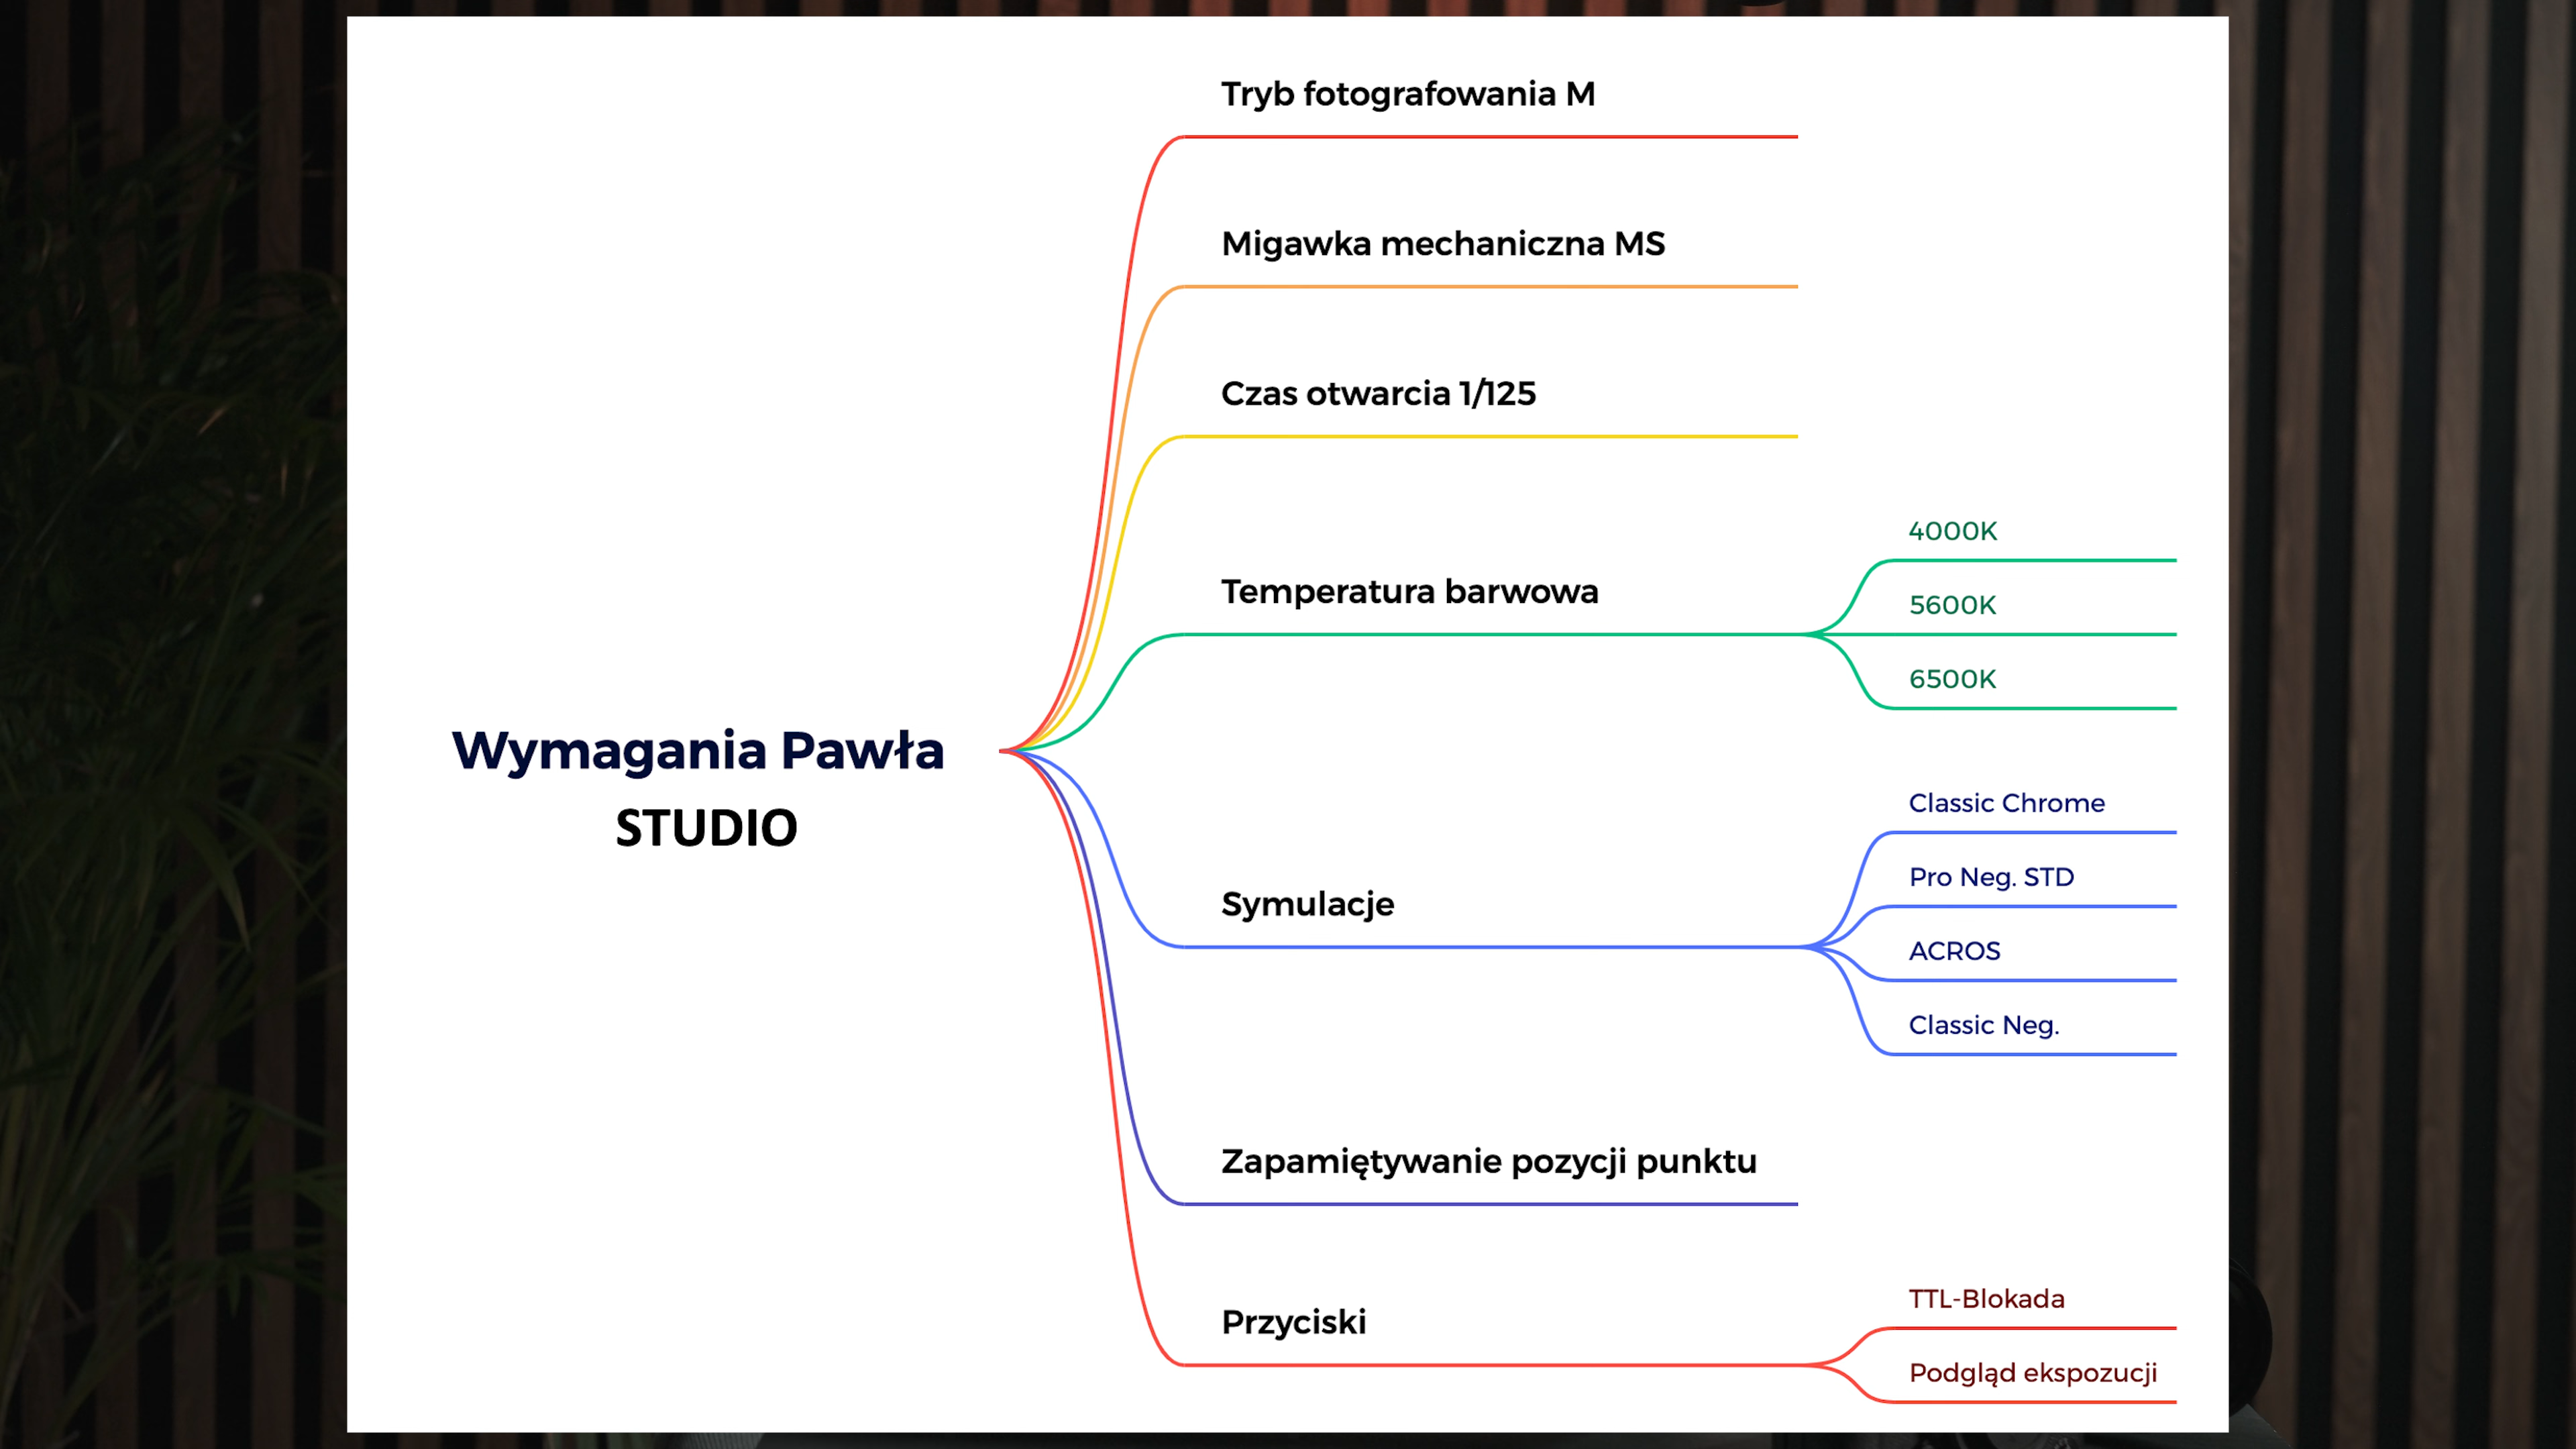 Wymagania Pawła
STUDIO
Tryb fotografowania M
Migawka mechaniczna MS
Czas otwarcia 1/125
Temperatura barwowa
4000K
5600K
6500K
Symulacje
Classic Chrome
Pro Neg. STD
ACROS
Classic Neg.
Zapamiętywanie pozycji punktu
Przyciski
TTL-Blokada
Podgląd ekspozucji